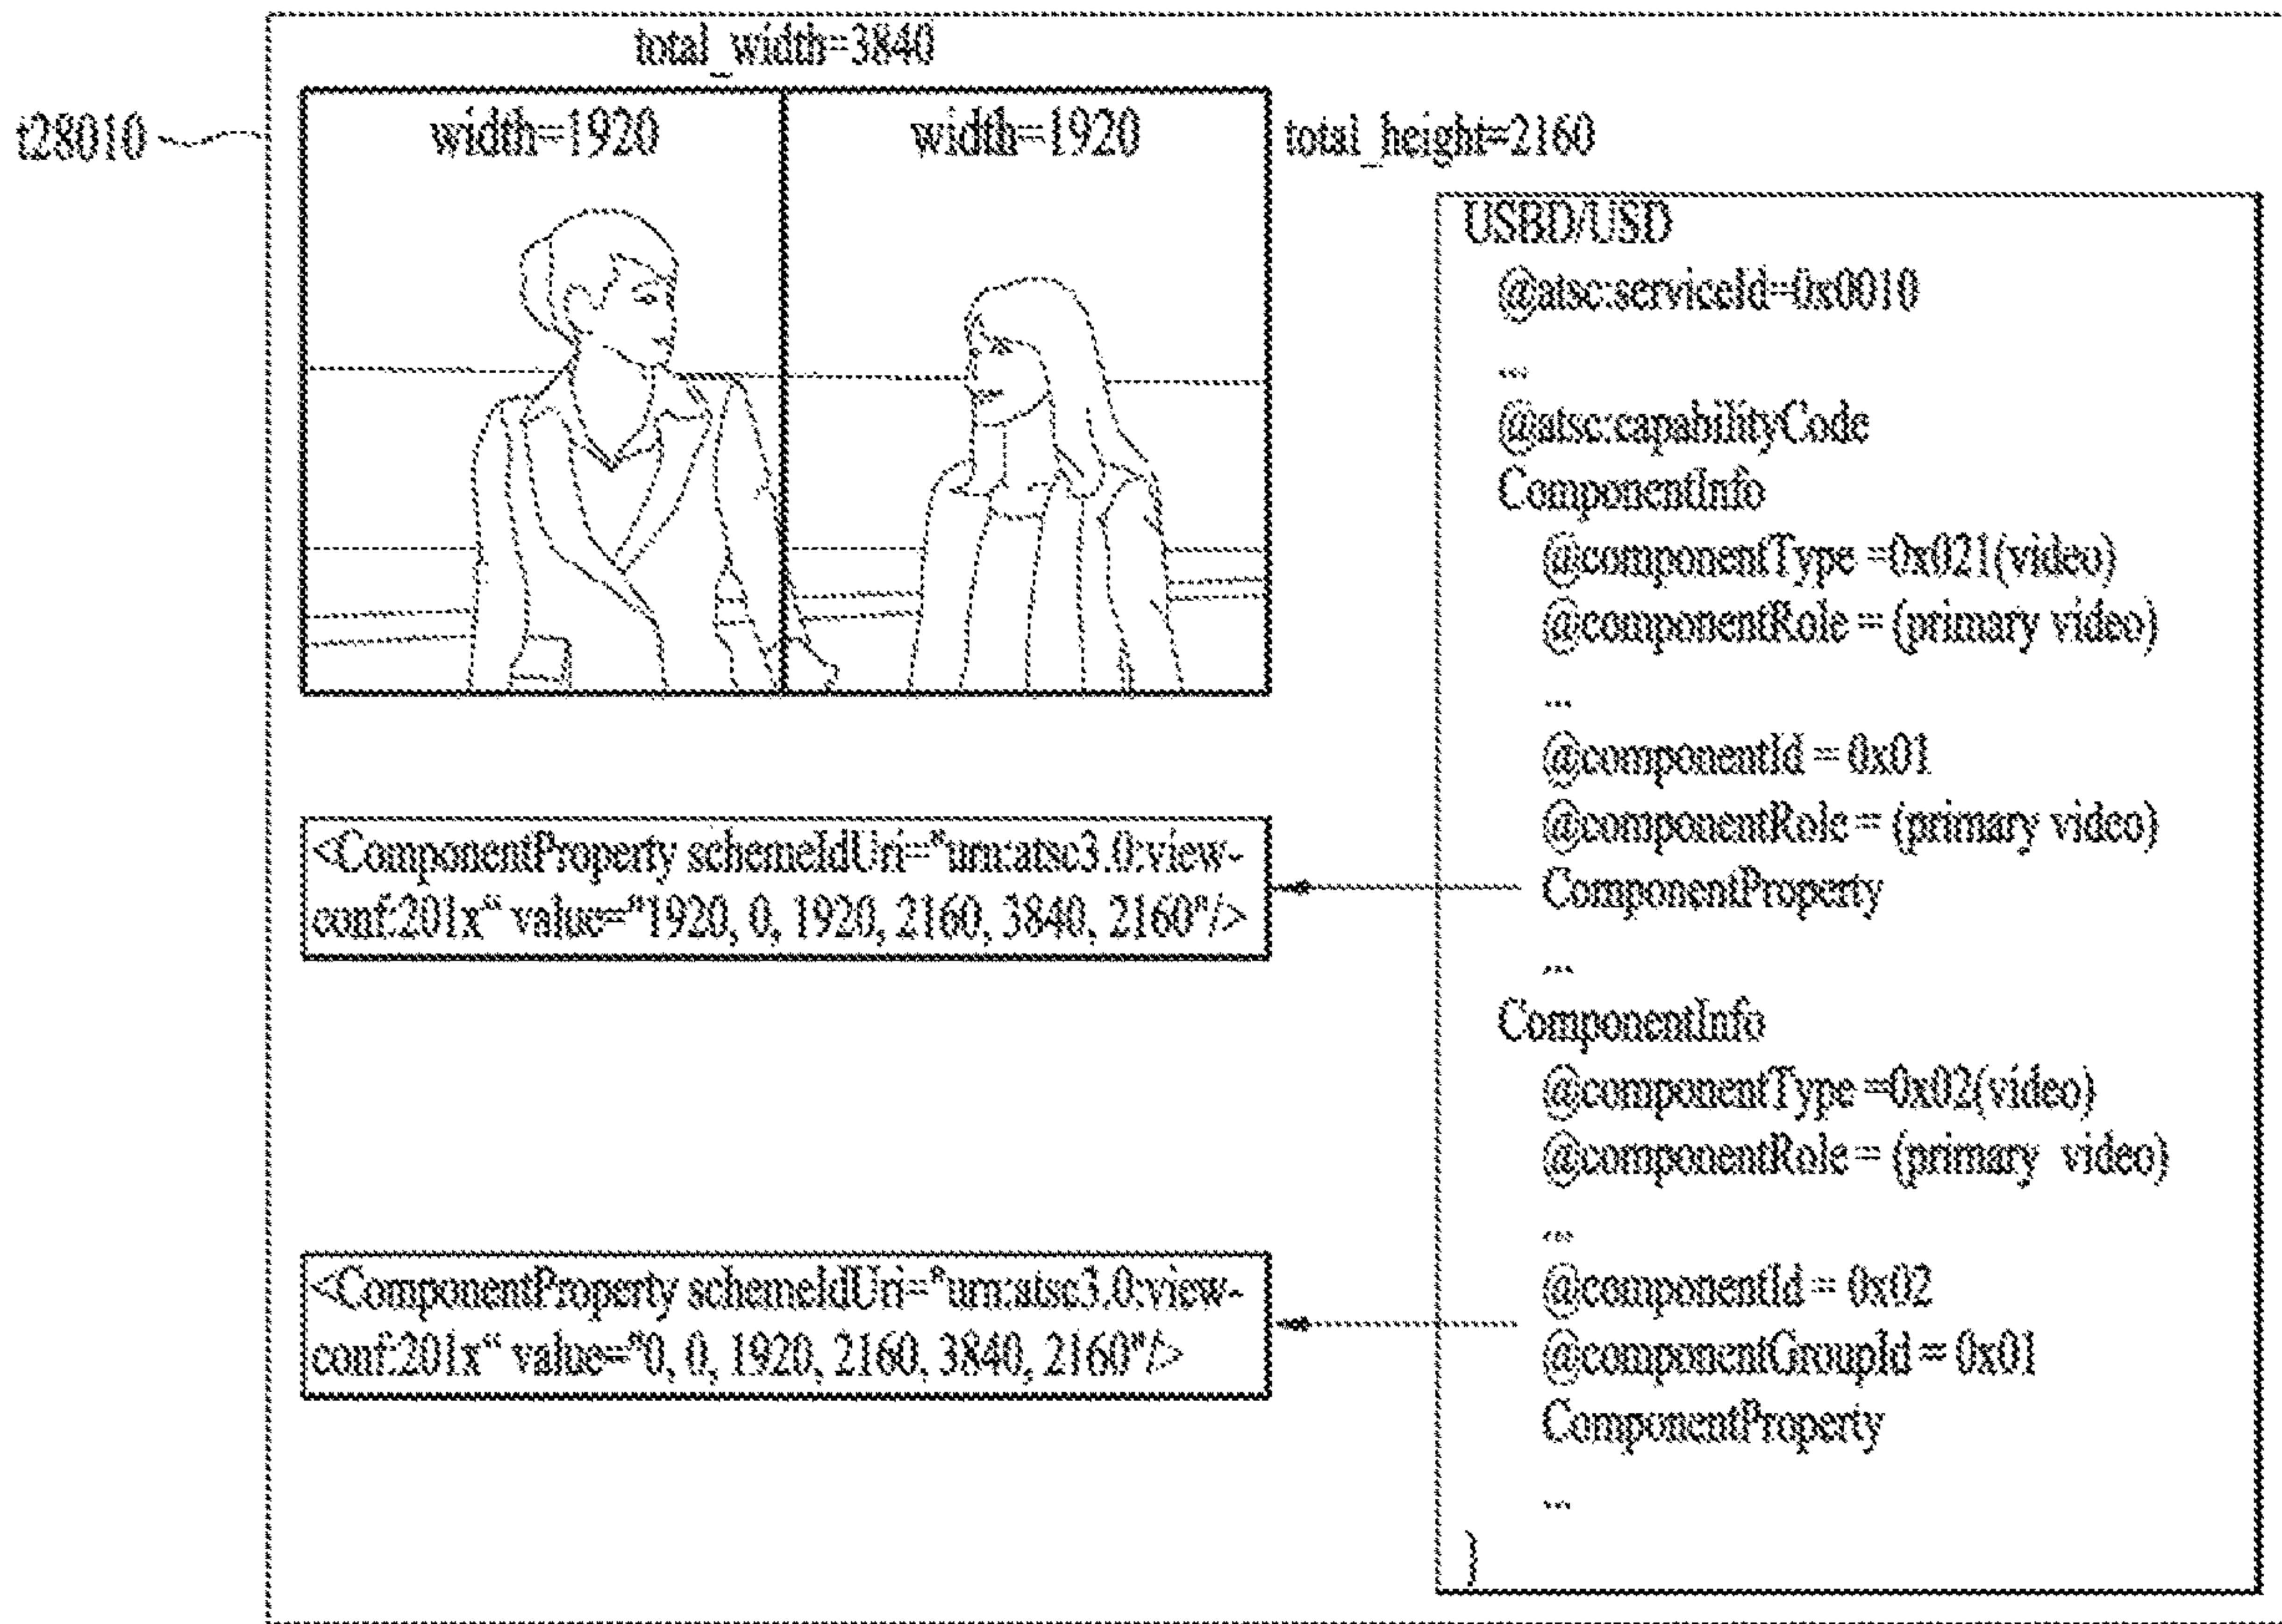 total_width=3840
t28010
width=1920
width=1920
total_height=2160
<ComponentProperty schemeIdUri="urn:atsc3.0:view-
conf:201x“ value="1920, 0, 1920, 2160, 3840, 2160"/>
<ComponentProperty schemeIdUri="urn:atsc3.0:view-
conf:201x“ value="0, 0, 1920, 2160, 3840, 2160"/>
USBD/USD
@atsc:serviceId=0x0010
...
@atsc:capabilityCode
ComponentInfo
@componentType =0x021(video)
@componentRole = (primary video)
...
@componentId = 0x01
@componentRole = (primary video)
ComponentProperty
...
ComponentInfo
@componentType =0x02(video)
@componentRole = (primary video)
...
@componentId = 0x02
@componentGroupId = 0x01
ComponentProperty
...
}